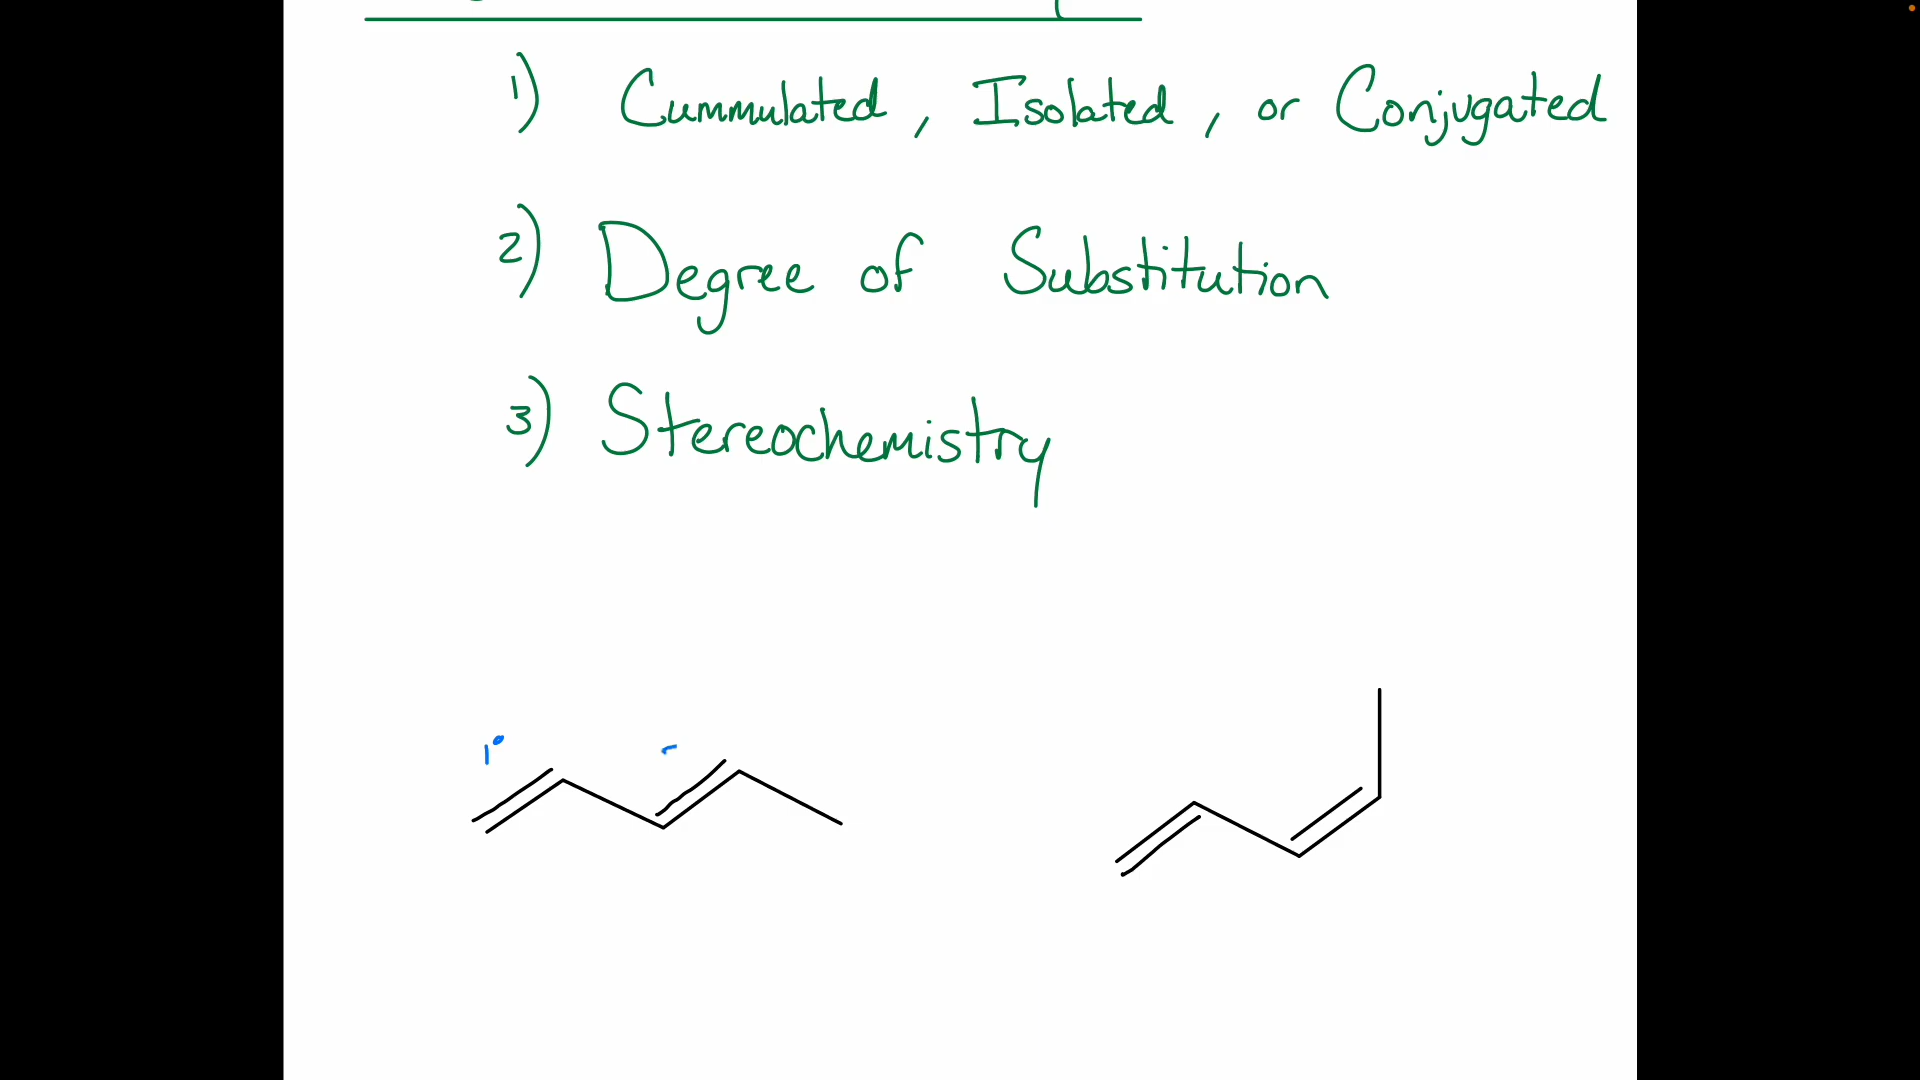 1) Cummulated, Isolated, or Conjugated
2) Degree of Substitution
3) Stereochemistry
1°